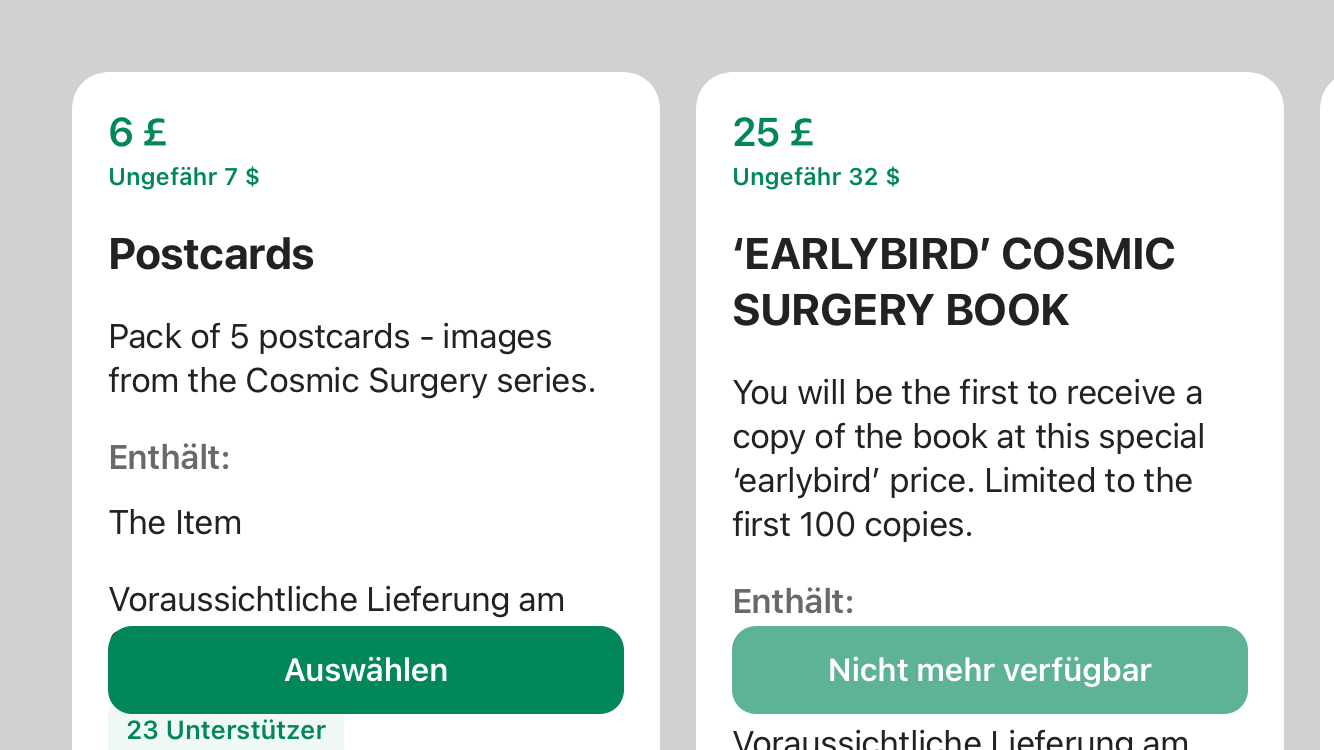 6 £
Ungefähr 7 $
Postcards
Pack of 5 postcards - images
from the Cosmic Surgery series.
Enthält:
The Item
Voraussichtliche Lieferung am
Auswählen
23 Unterstützer
25 £
Ungefähr 32 $
‘EARLYBIRD’ COSMIC
SURGERY BOOK
You will be the first to receive a
copy of the book at this special
‘earlybird’ price. Limited to the
first 100 copies.
Enthält:
Nicht mehr verfügbar
Voraussichtliche Lieferung am